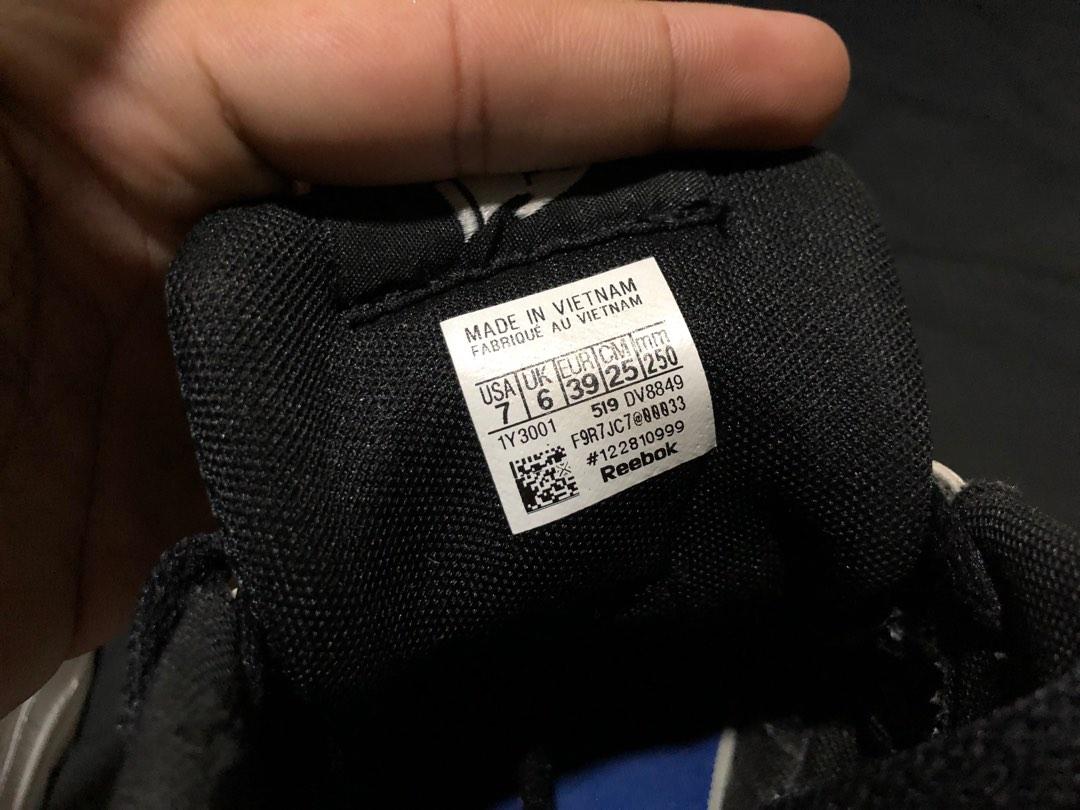 MADE IN VIETNAM
FABRIQUÉ AU VIETNAM
USA UK EUR CM mm
7 6 39 25 250
1Y3001 519 DV8849
F9R7JC7@00033
#122810999
Reebok